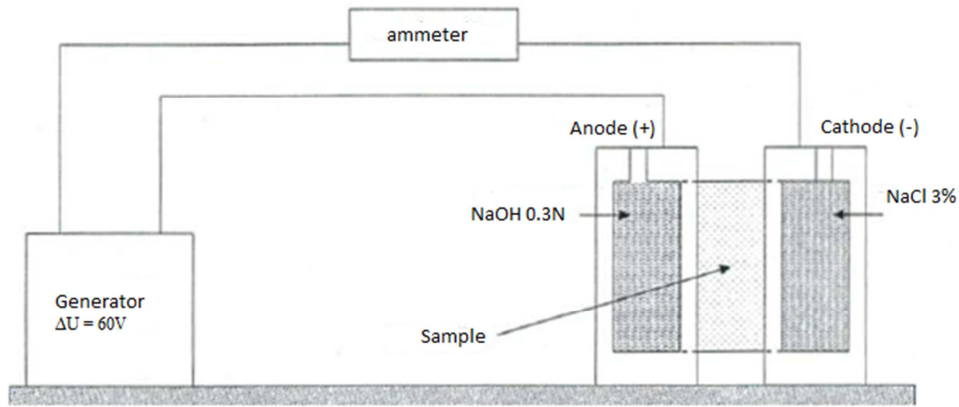 ammeter
Anode (+)
Cathode (-)
NaOH 0.3N
NaCl 3%
Generator
ΔU = 60V
Sample